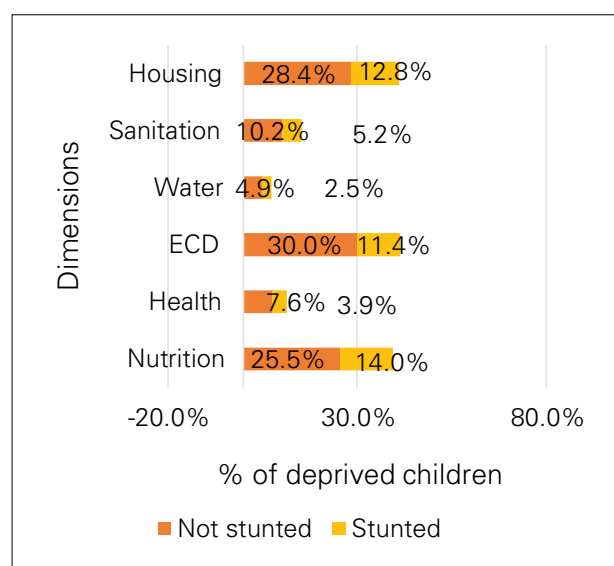 Dimensions
Housing 28.4% 12.8%
Sanitation 10.2% 5.2%
Water 4.9% 2.5%
ECD 30.0% 11.4%
Health 7.6% 3.9%
Nutrition 25.5% 14.0%
-20.0% 30.0% 80.0%
% of deprived children
Not stunted Stunted